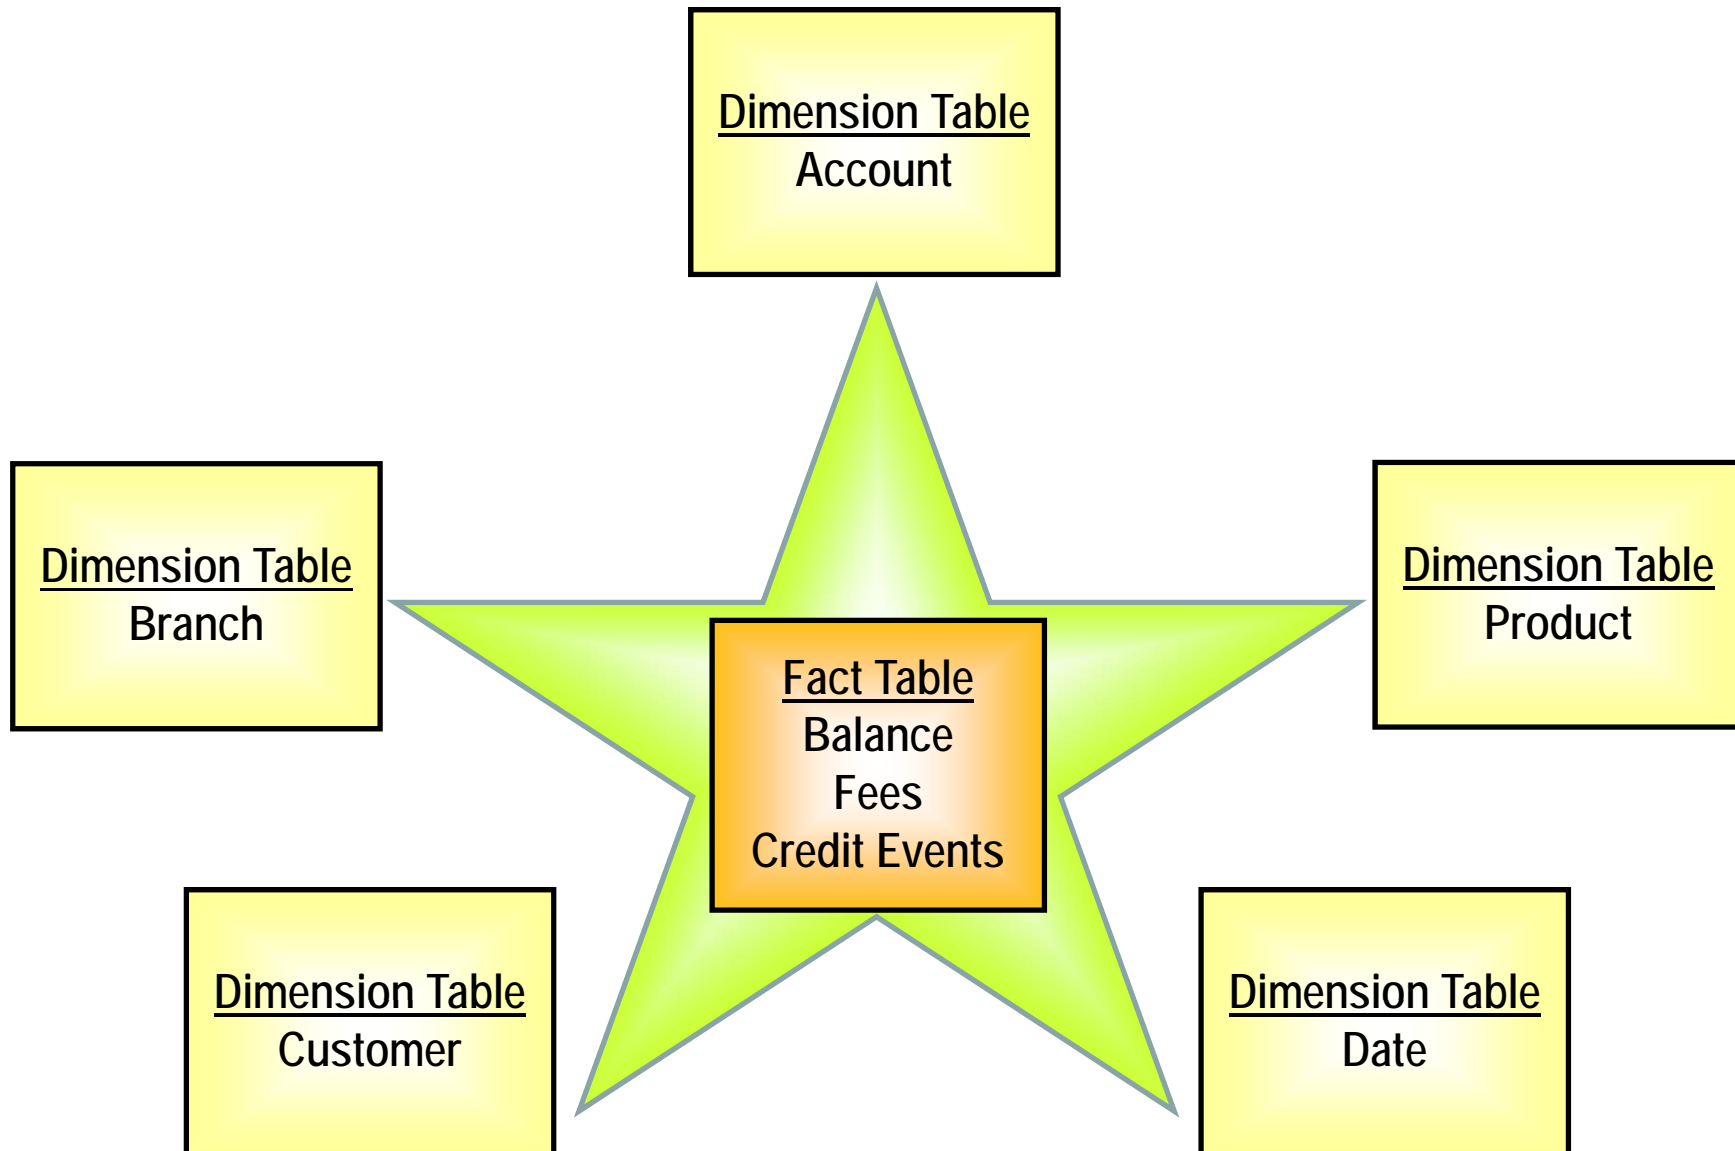 Dimension Table
Account
Dimension Table
Branch
Dimension Table
Product
Fact Table
Balance
Fees
Credit Events
Dimension Table
Customer
Dimension Table
Date